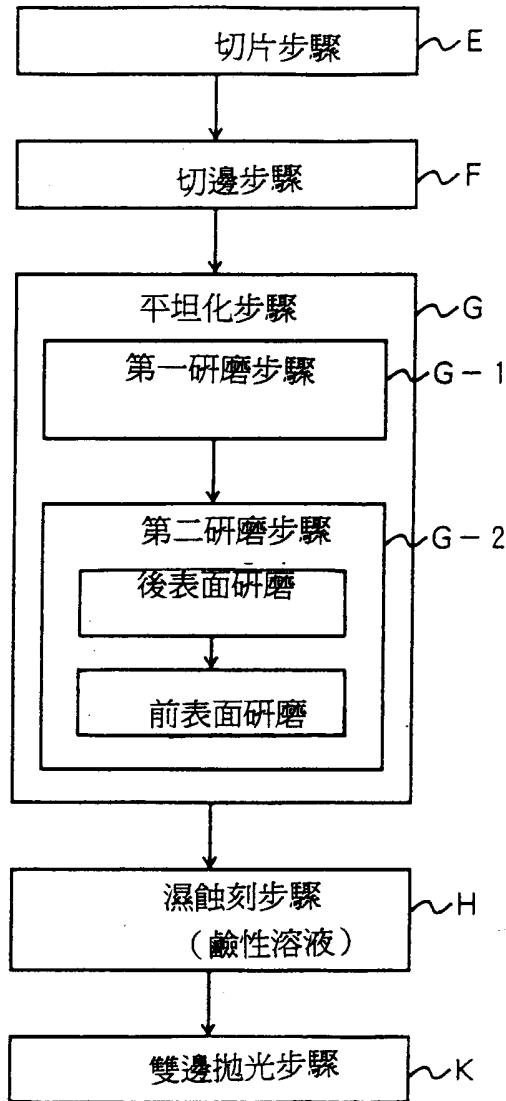 切片步驟 E
切邊步驟 F
平坦化步驟 G
第一研磨步驟 G-1
第二研磨步驟 G-2
後表面研磨
前表面研磨
濕蝕刻步驟
（鹼性溶液） H
雙邊拋光步驟 K